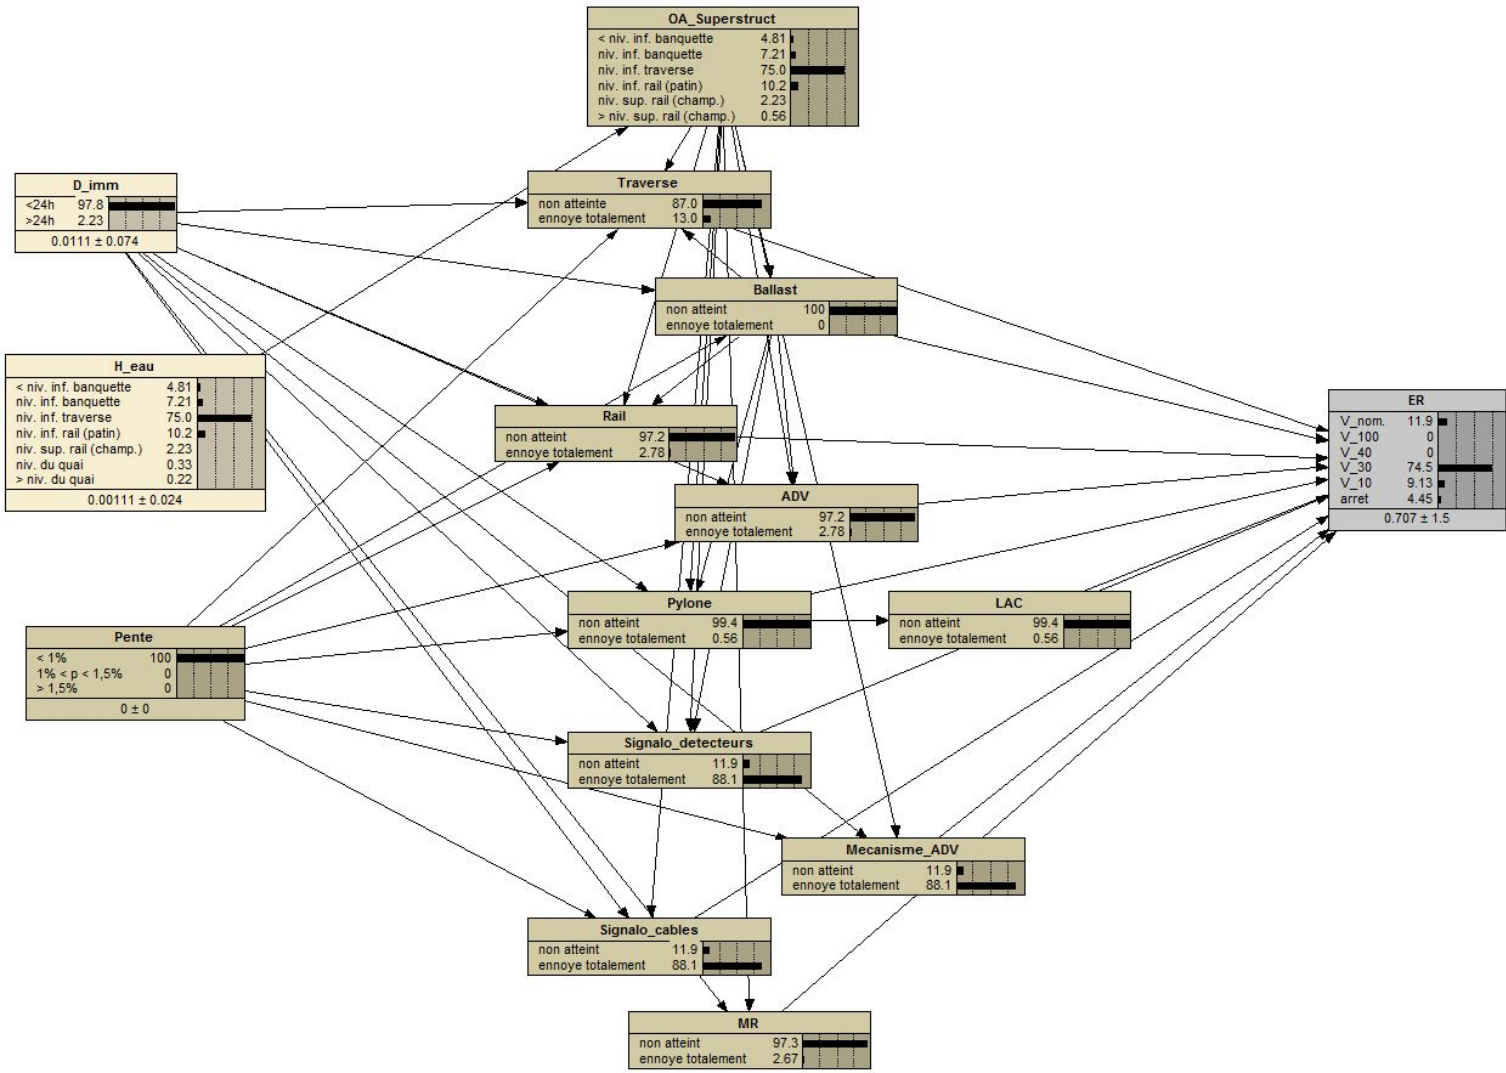 OA_Superstruct
< niv. inf. banquette 4.81
niv. inf. banquette 7.21
niv. inf. traverse 75.0
niv. inf. rail (patin) 10.2
niv. sup. rail (champ.) 2.23
> niv. sup. rail (champ.) 0.56
D_imm
<24h 97.8
>24h 2.23
0.0111 ± 0.074
Traverse
non atteinte 87.0
ennoye totalement 13.0
Ballast
non atteint 100
ennoye totalement 0
H_eau
< niv. inf. banquette 4.81
niv. inf. banquette 7.21
niv. inf. traverse 75.0
niv. inf. rail (patin) 10.2
niv. sup. rail (champ.) 2.23
niv. du quai 0.33
> niv. du quai 0.22
0.00111 ± 0.024
Rail
non atteint 97.2
ennoye totalement 2.78
ER
V_nom. 11.9
V_100 0
V_40 0
V_30 74.5
V_10 9.13
arret 4.45
0.707 ± 1.5
ADV
non atteint 97.2
ennoye totalement 2.78
Pylone
non atteint 99.4
ennoye totalement 0.56
LAC
non atteint 99.4
ennoye totalement 0.56
Pente
< 1% 100
1% < p < 1,5% 0
> 1,5% 0
0 ± 0
Signalo_detecteurs
non atteint 11.9
ennoye totalement 88.1
Mecanisme_ADV
non atteint 11.9
ennoye totalement 88.1
Signalo_cables
non atteint 11.9
ennoye totalement 88.1
MR
non atteint 97.3
ennoye totalement 2.67